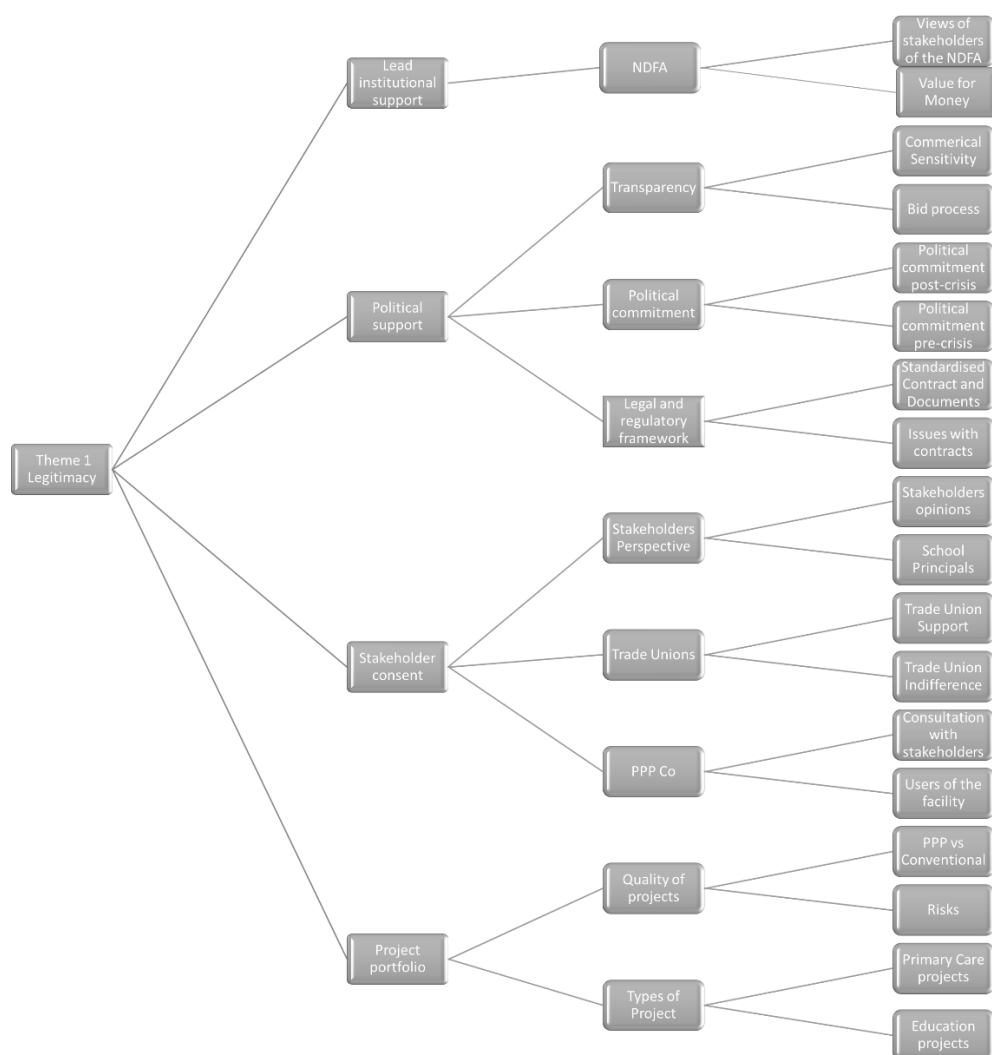 Theme 1
Legitimacy
Lead
institutional
support
NDFA
Views of
stakeholders
of the NDFA
Value for
Money
Political
support
Transparency
Commerical
Sensitivity
Bid process
Political
commitment
Political
commitment
post-crisis
Political
commitment
pre-crisis
Legal and
regulatory
framework
Standardised
Contract and
Documents
Issues with
contracts
Stakeholder
consent
Stakeholders
Perspective
Stakeholders
opinions
School
Principals
Trade Unions
Trade Union
Support
Trade Union
Indifference
PPP Co
Consultation
with
stakeholders
Users of the
facility
Project
portfolio
Quality of
projects
PPP vs
Conventional
Risks
Types of
Project
Primary Care
projects
Education
projects